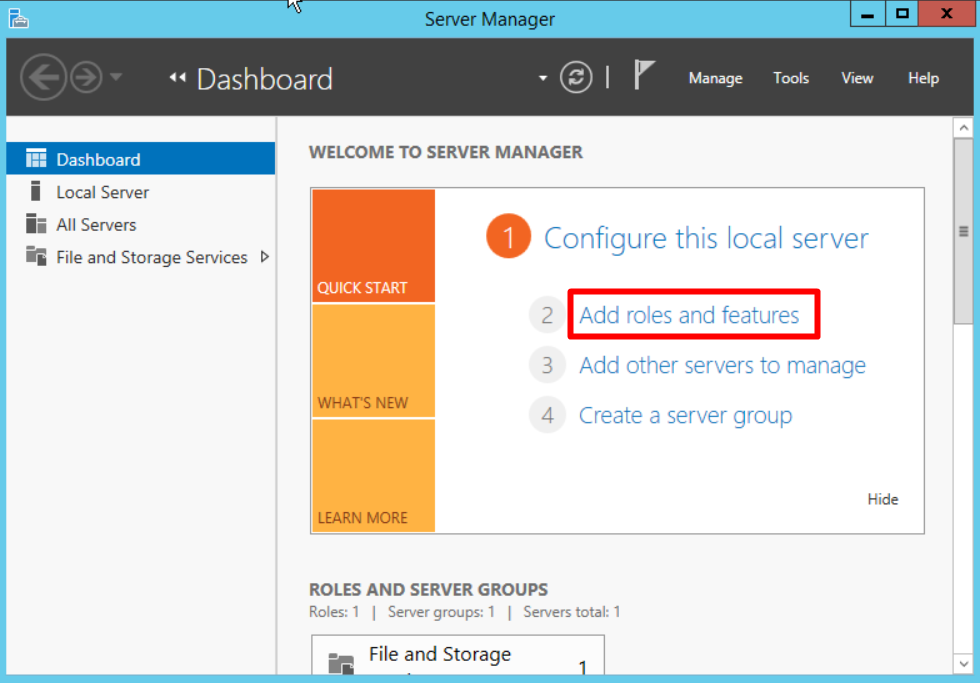 Server Manager
Dashboard
Manage Tools View Help
Dashboard
Local Server
All Servers
File and Storage Services
WELCOME TO SERVER MANAGER
QUICK START
WHAT'S NEW
LEARN MORE
1 Configure this local server
2 Add roles and features
3 Add other servers to manage
4 Create a server group
Hide
ROLES AND SERVER GROUPS
Roles: 1 | Server groups: 1 | Servers total: 1
File and Storage
1